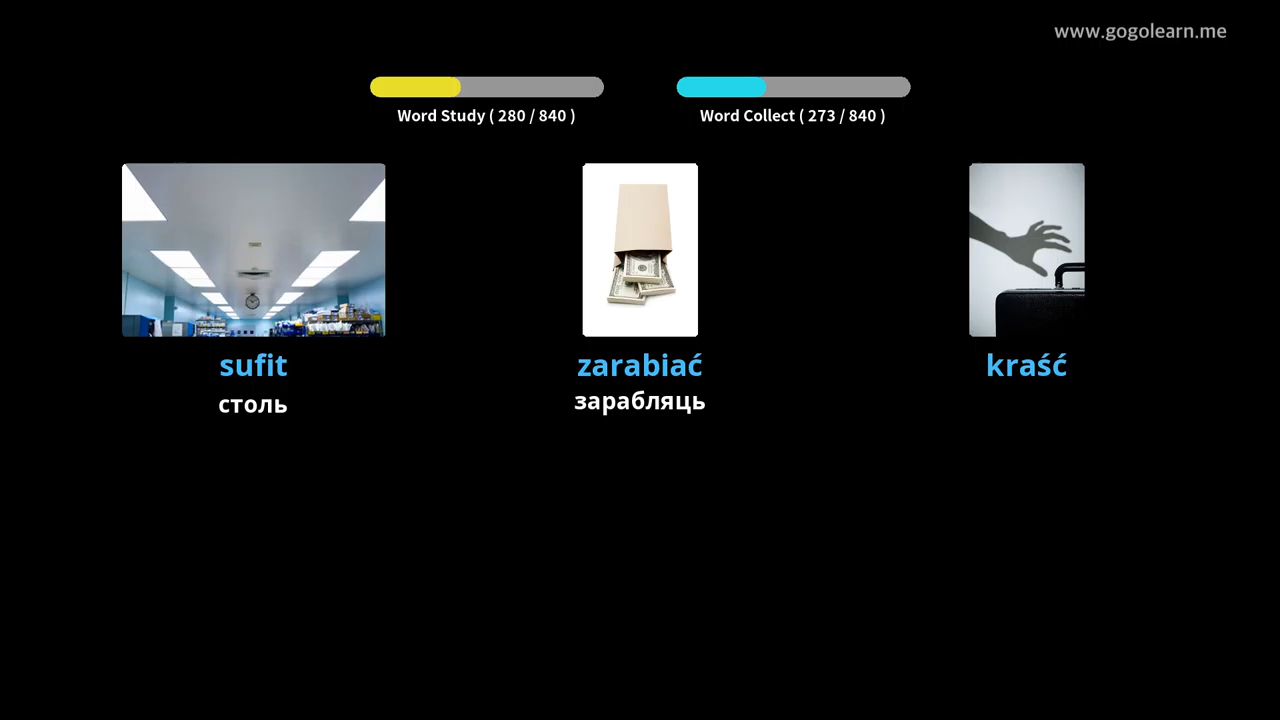 www.gogolearn.me
Word Study ( 280 / 840 )
Word Collect ( 273 / 840 )
sufit
столь
zarabiać
зарабляць
kraść